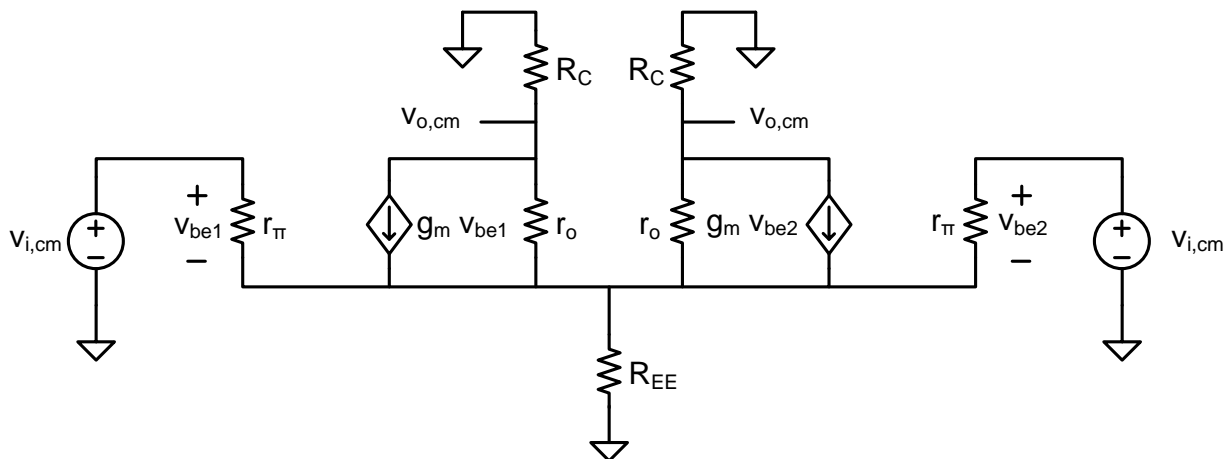 R_C R_C
v_o,cm v_o,cm
+ +
v_be1 r_π g_m v_be1 r_o r_o g_m v_be2 r_π v_be2
− −
v_i,cm + − + − v_i,cm
R_EE